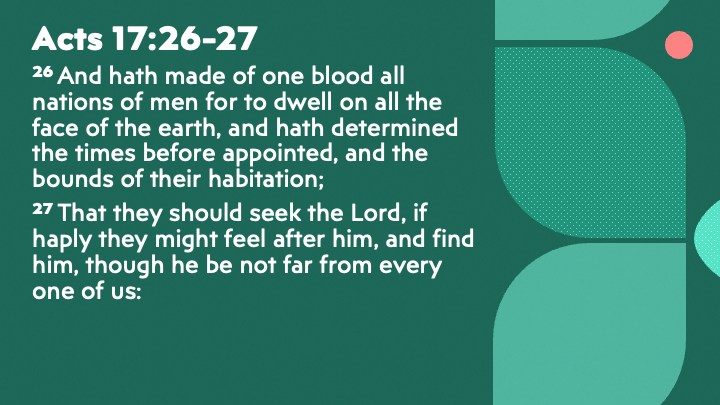 Acts 17:26-27
26 And hath made of one blood all
nations of men for to dwell on all the
face of the earth, and hath determined
the times before appointed, and the
bounds of their habitation;
27 That they should seek the Lord, if
haply they might feel after him, and find
him, though he be not far from every
one of us: